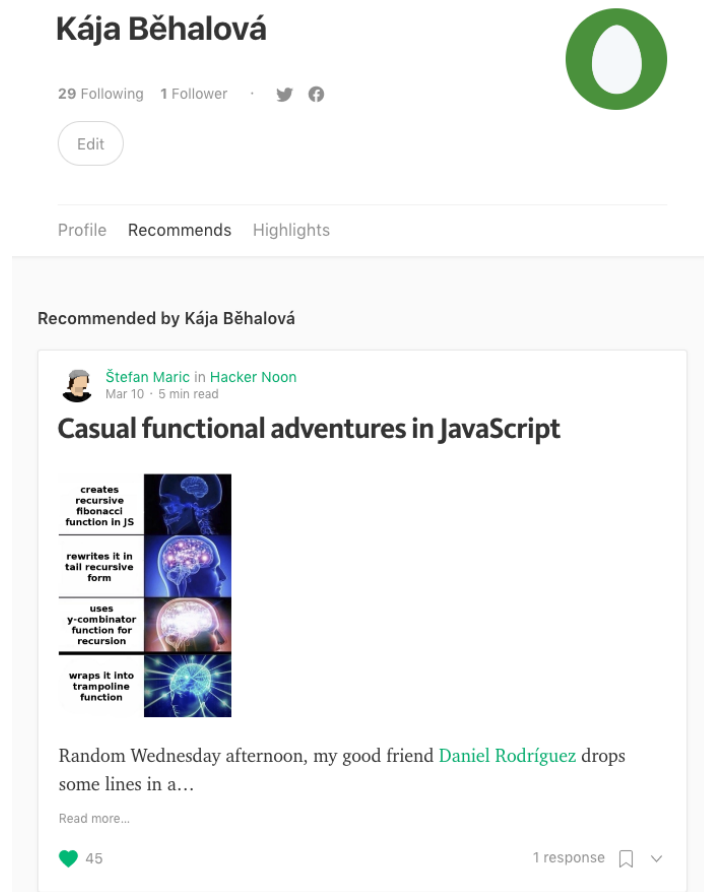 Kája Běhalová
29 Following 1 Follower ·
Edit
Profile Recommends Highlights
Recommended by Kája Běhalová
Štefan Maric in Hacker Noon
Mar 10 · 5 min read
Casual functional adventures in JavaScript
creates
recursive
fibonacci
function in JS
rewrites it in
tail recursive
form
uses
y-combinator
function for
recursion
wraps it into
trampoline
function
Random Wednesday afternoon, my good friend Daniel Rodríguez drops
some lines in a…
Read more...
45
1 response